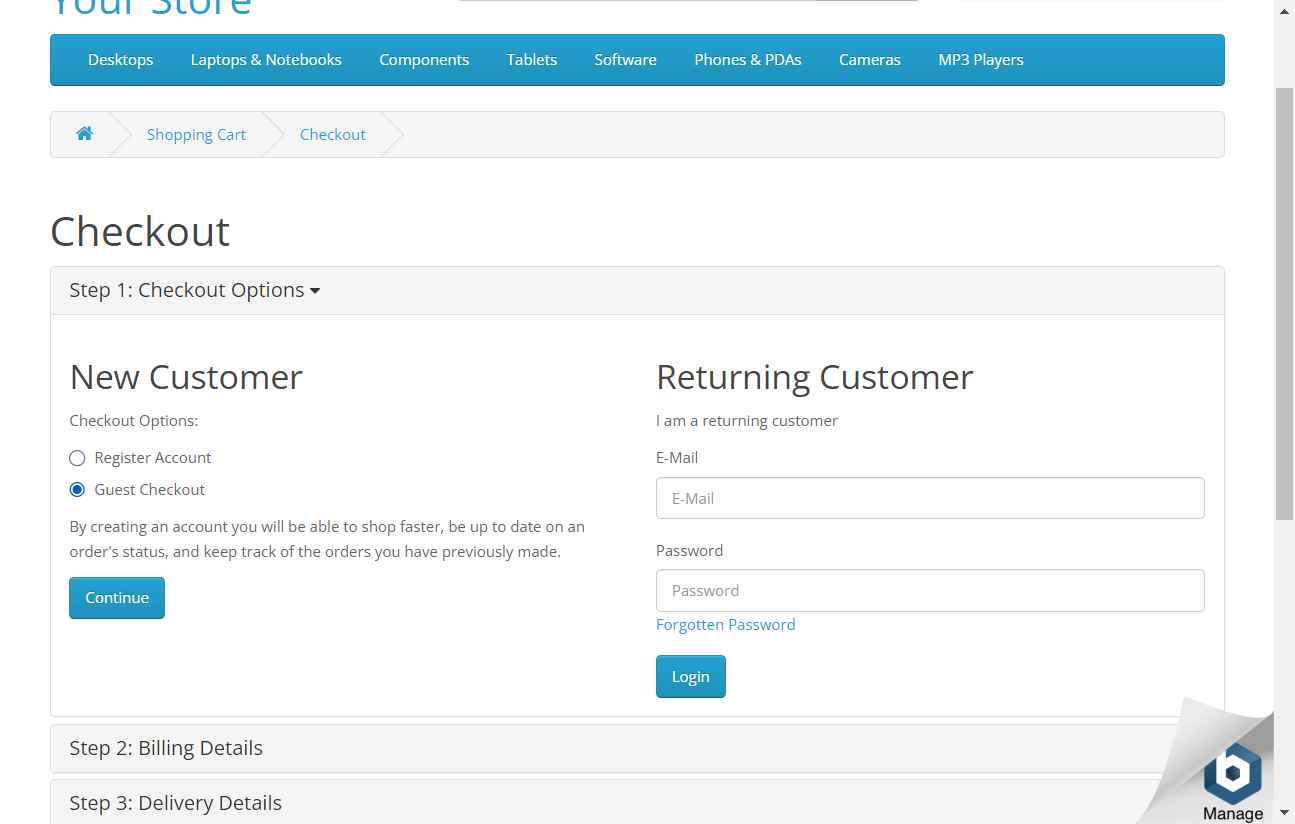 Your Store
Desktops Laptops & Notebooks Components Tablets Software Phones & PDAs Cameras MP3 Players
Shopping Cart Checkout
Checkout
Step 1: Checkout Options
New Customer
Checkout Options:
Register Account
Guest Checkout
By creating an account you will be able to shop faster, be up to date on an
order's status, and keep track of the orders you have previously made.
Continue
Returning Customer
I am a returning customer
E-Mail
E-Mail
Password
Password
Forgotten Password
Login
Step 2: Billing Details
Step 3: Delivery Details
Manage